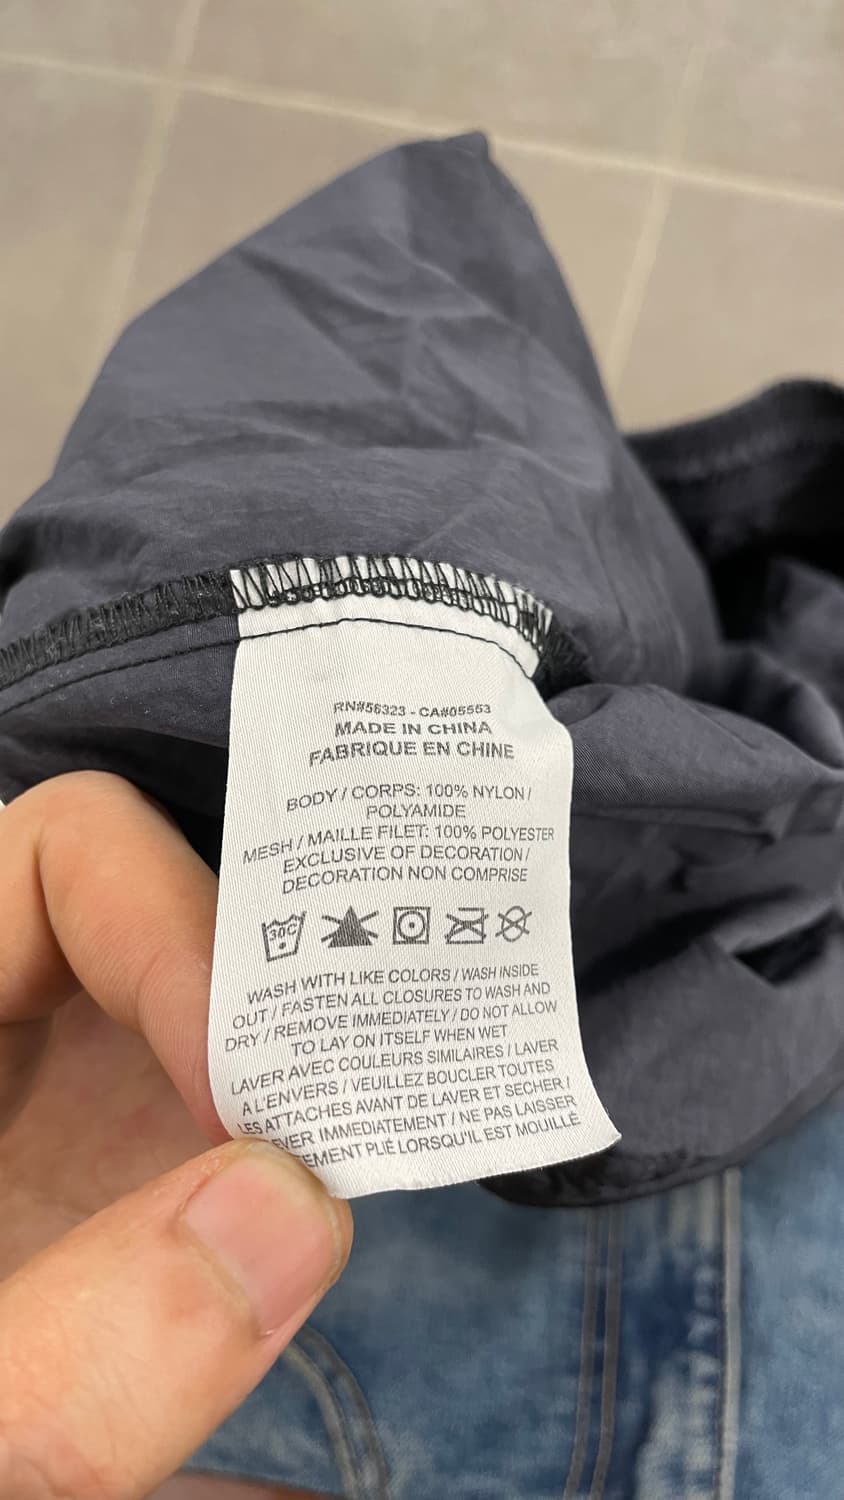 RN#56323 - CA#05553
MADE IN CHINA
FABRIQUE EN CHINE
BODY / CORPS: 100% NYLON /
POLYAMIDE
MESH / MAILLE FILET: 100% POLYESTER
EXCLUSIVE OF DECORATION /
DECORATION NON COMPRISE
30C
WASH WITH LIKE COLORS / WASH INSIDE
OUT / FASTEN ALL CLOSURES TO WASH AND
DRY / REMOVE IMMEDIATELY / DO NOT ALLOW
TO LAY ON ITSELF WHEN WET
LAVER AVEC COULEURS SIMILAIRES / LAVER
A L'ENVERS / VEUILLEZ BOUCLER TOUTES
LES ATTACHES AVANT DE LAVER ET SECHER /
IMMEDIATEMENT / NE PAS LAISSER
PLIÉ LORSQU'IL EST MOUILLÉ